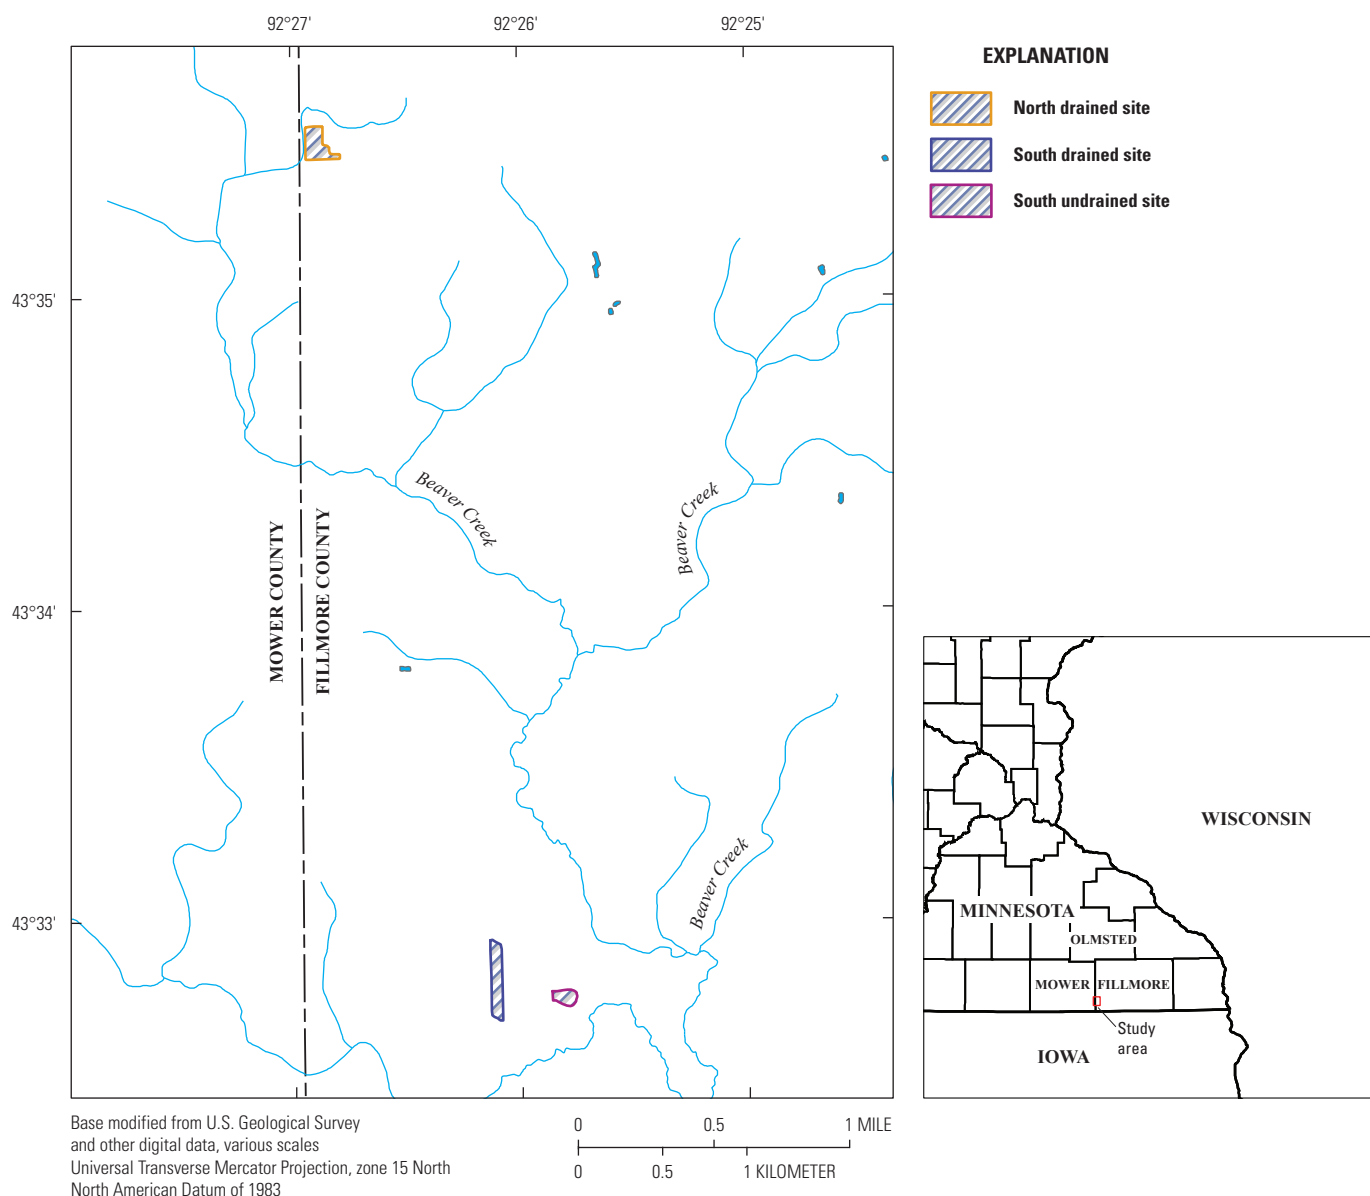 92°27'
92°26'
92°25'
EXPLANATION
North drained site
South drained site
South undrained site
43°35'
Beaver Creek
Beaver Creek
MOWER COUNTY
FILLMORE COUNTY
43°34'
Beaver Creek
43°33'
WISCONSIN
MINNESOTA
OLMSTED
MOWER
FILLMORE
Study
area
IOWA
Base modified from U.S. Geological Survey
and other digital data, various scales
Universal Transverse Mercator Projection, zone 15 North
North American Datum of 1983
0 0.5 1 MILE
0 0.5 1 KILOMETER